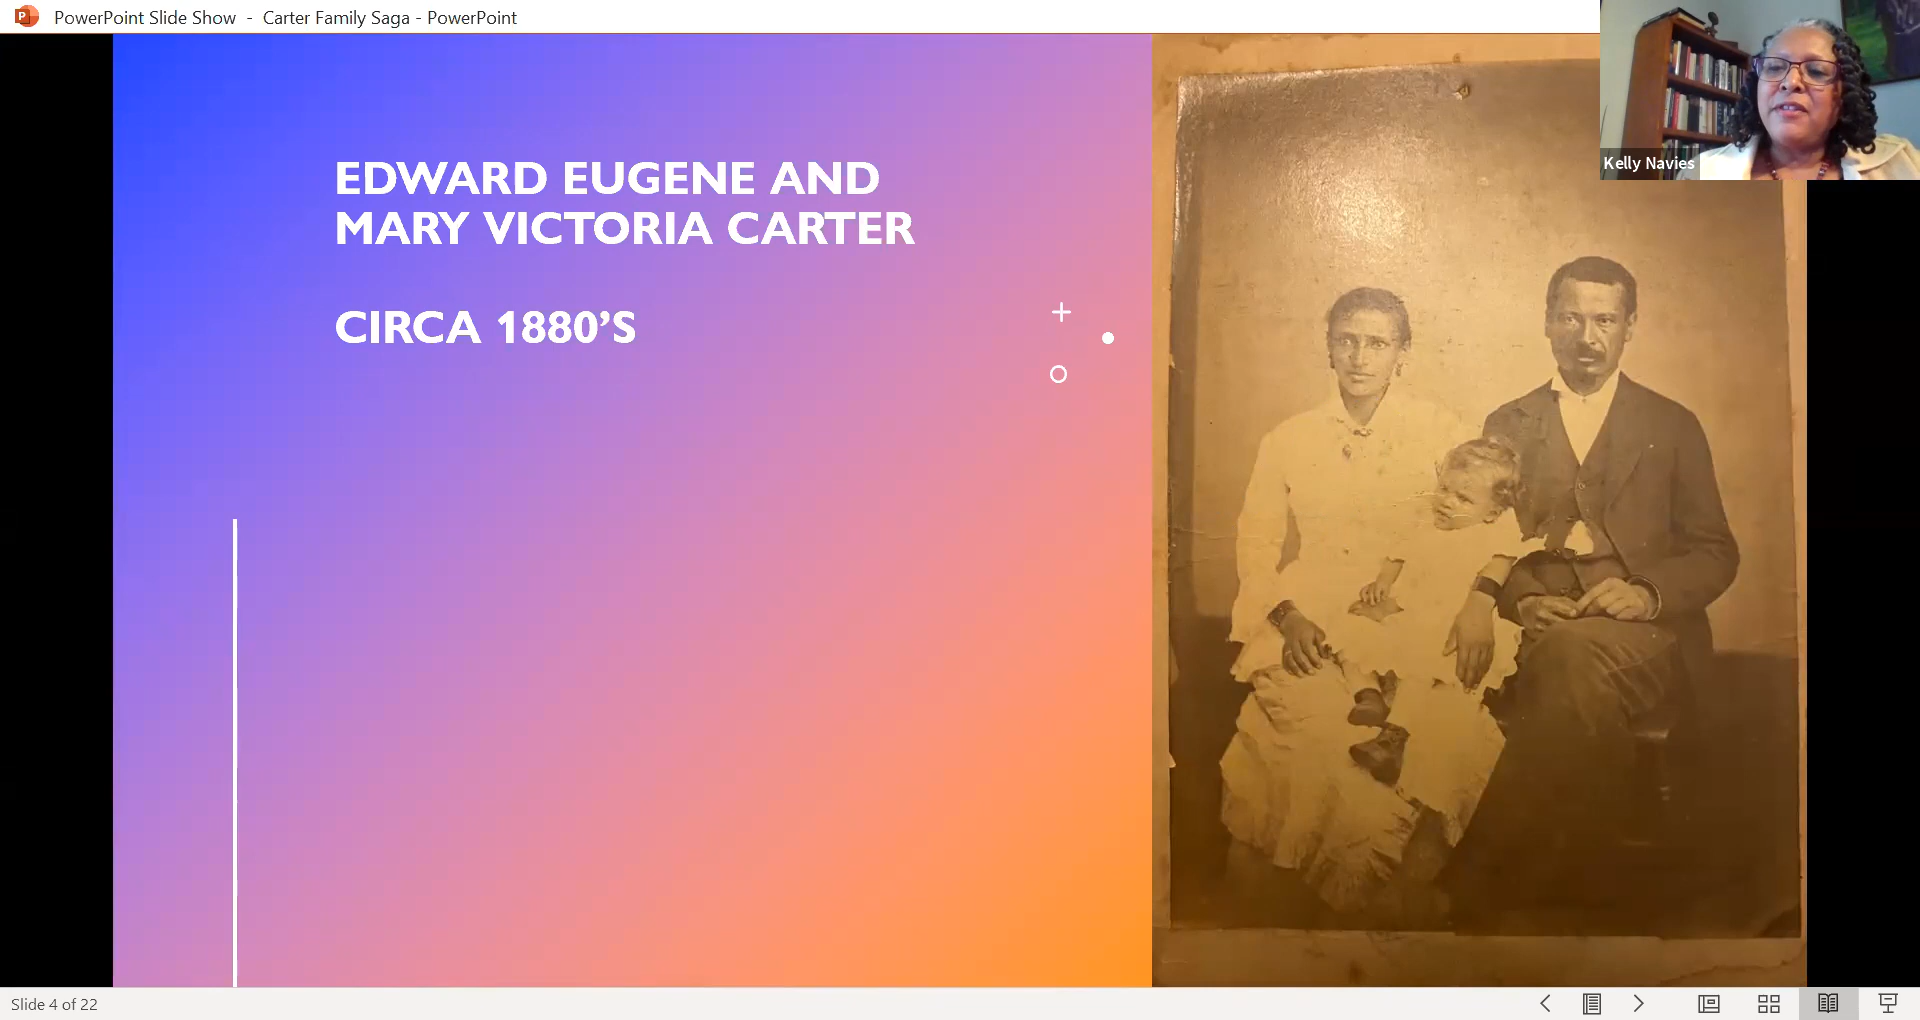 PowerPoint Slide Show - Carter Family Saga - PowerPoint
Kelly Navies
EDWARD EUGENE AND
MARY VICTORIA CARTER
CIRCA 1880’S
Slide 4 of 22